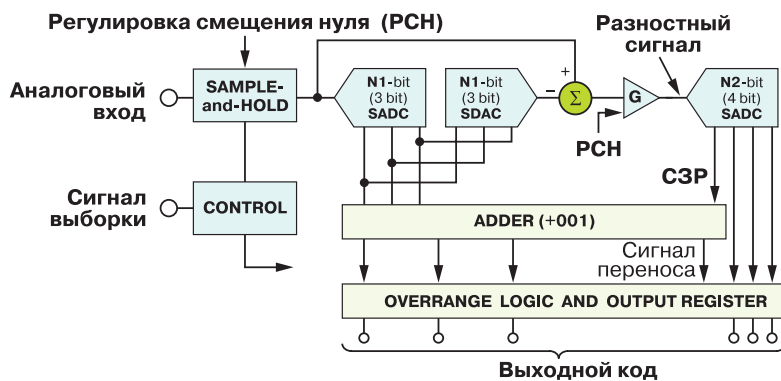 Регулировка смещения нуля (РСН)
Разностный
сигнал
Аналоговый
вход
SAMPLE-
and-HOLD
N1-bit
(3 bit)
SADC
N1-bit
(3 bit)
SDAC
+
−
Σ
G
N2-bit
(4 bit)
SADC
РСН
СЗР
Сигнал
выборки
CONTROL
ADDER (+001)
Сигнал
переноса
OVERRANGE LOGIC AND OUTPUT REGISTER
Выходной код